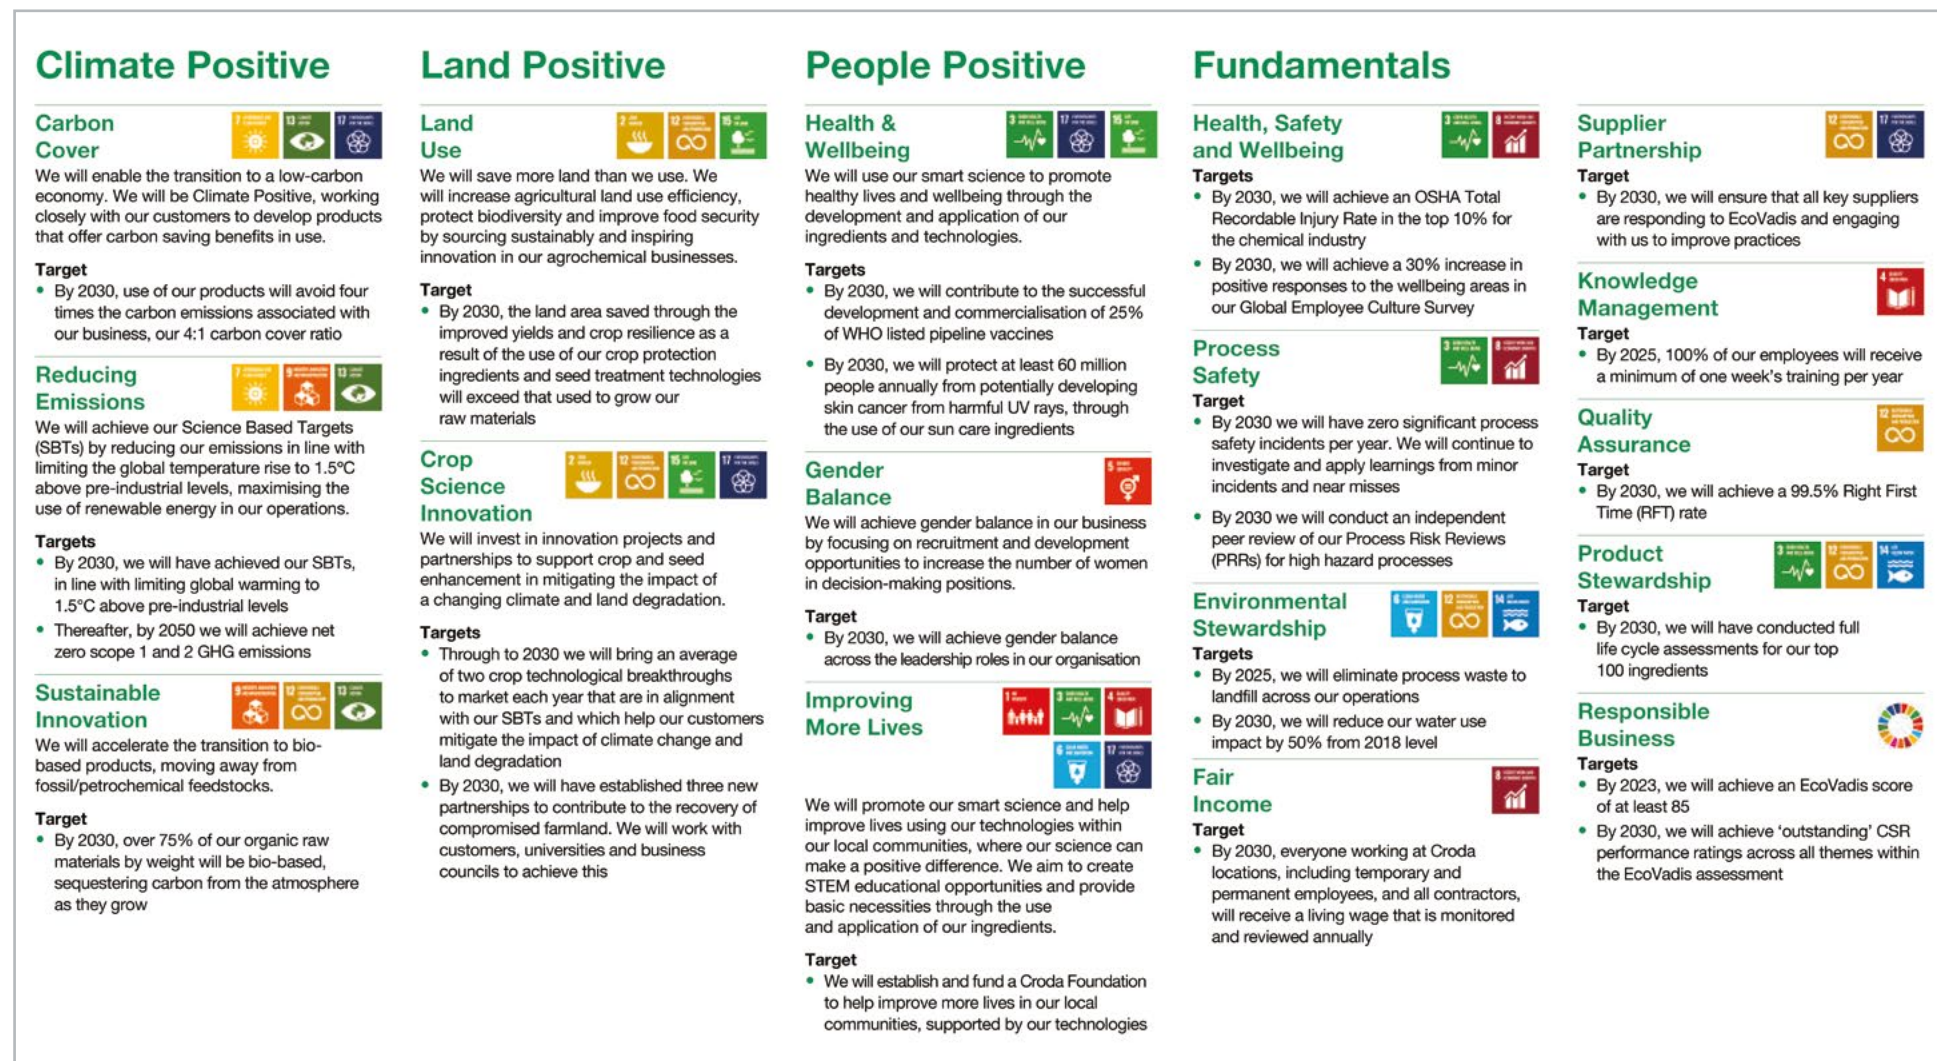 Climate Positive
Carbon
Cover
7
13
17
We will enable the transition to a low-carbon
economy. We will be Climate Positive, working
closely with our customers to develop products
that offer carbon saving benefits in use.
Target
• By 2030, use of our products will avoid four
times the carbon emissions associated with
our business, our 4:1 carbon cover ratio
Reducing
Emissions
7
9
13
We will achieve our Science Based Targets
(SBTs) by reducing our emissions in line with
limiting the global temperature rise to 1.5ºC
above pre-industrial levels, maximising the
use of renewable energy in our operations.
Targets
• By 2030, we will have achieved our SBTs,
in line with limiting global warming to
1.5°C above pre-industrial levels
• Thereafter, by 2050 we will achieve net
zero scope 1 and 2 GHG emissions
Sustainable
Innovation
9
12
13
We will accelerate the transition to bio-
based products, moving away from
fossil/petrochemical feedstocks.
Target
• By 2030, over 75% of our organic raw
materials by weight will be bio-based,
sequestering carbon from the atmosphere
as they grow
Land Positive
Land
Use
2
12
15
We will save more land than we use. We
will increase agricultural land use efficiency,
protect biodiversity and improve food security
by sourcing sustainably and inspiring
innovation in our agrochemical businesses.
Target
• By 2030, the land area saved through the
improved yields and crop resilience as a
result of the use of our crop protection
ingredients and seed treatment technologies
will exceed that used to grow our
raw materials
Crop
Science
Innovation
2
12
15
17
We will invest in innovation projects and
partnerships to support crop and seed
enhancement in mitigating the impact of
a changing climate and land degradation.
Targets
• Through to 2030 we will bring an average
of two crop technological breakthroughs
to market each year that are in alignment
with our SBTs and which help our customers
mitigate the impact of climate change and
land degradation
• By 2030, we will have established three new
partnerships to contribute to the recovery of
compromised farmland. We will work with
customers, universities and business
councils to achieve this
People Positive
Health &
Wellbeing
3
17
15
We will use our smart science to promote
healthy lives and wellbeing through the
development and application of our
ingredients and technologies.
Targets
• By 2030, we will contribute to the successful
development and commercialisation of 25%
of WHO listed pipeline vaccines
• By 2030, we will protect at least 60 million
people annually from potentially developing
skin cancer from harmful UV rays, through
the use of our sun care ingredients
Gender
Balance
5
We will achieve gender balance in our business
by focusing on recruitment and development
opportunities to increase the number of women
in decision-making positions.
Target
• By 2030, we will achieve gender balance
across the leadership roles in our organisation
Improving
More Lives
1
3
4
6
17
We will promote our smart science and help
improve lives using our technologies within
our local communities, where our science can
make a positive difference. We aim to create
STEM educational opportunities and provide
basic necessities through the use
and application of our ingredients.
Target
• We will establish and fund a Croda Foundation
to help improve more lives in our local
communities, supported by our technologies
Fundamentals
Health, Safety
and Wellbeing
3
8
Targets
• By 2030, we will achieve an OSHA Total
Recordable Injury Rate in the top 10% for
the chemical industry
• By 2030, we will achieve a 30% increase in
positive responses to the wellbeing areas in
our Global Employee Culture Survey
Process
Safety
3
8
Target
• By 2030 we will have zero significant process
safety incidents per year. We will continue to
investigate and apply learnings from minor
incidents and near misses
• By 2030 we will conduct an independent
peer review of our Process Risk Reviews
(PRRs) for high hazard processes
Environmental
Stewardship
6
12
14
Targets
• By 2025, we will eliminate process waste to
landfill across our operations
• By 2030, we will reduce our water use
impact by 50% from 2018 level
Fair
Income
8
Target
• By 2030, everyone working at Croda
locations, including temporary and
permanent employees, and all contractors,
will receive a living wage that is monitored
and reviewed annually
Supplier
Partnership
12
17
Target
• By 2030, we will ensure that all key suppliers
are responding to EcoVadis and engaging
with us to improve practices
Knowledge
Management
4
Target
• By 2025, 100% of our employees will receive
a minimum of one week's training per year
Quality
Assurance
12
Target
• By 2030, we will achieve a 99.5% Right First
Time (RFT) rate
Product
Stewardship
3
12
14
Target
• By 2030, we will have conducted full
life cycle assessments for our top
100 ingredients
Responsible
Business
Targets
• By 2023, we will achieve an EcoVadis score
of at least 85
• By 2030, we will achieve 'outstanding' CSR
performance ratings across all themes within
the EcoVadis assessment